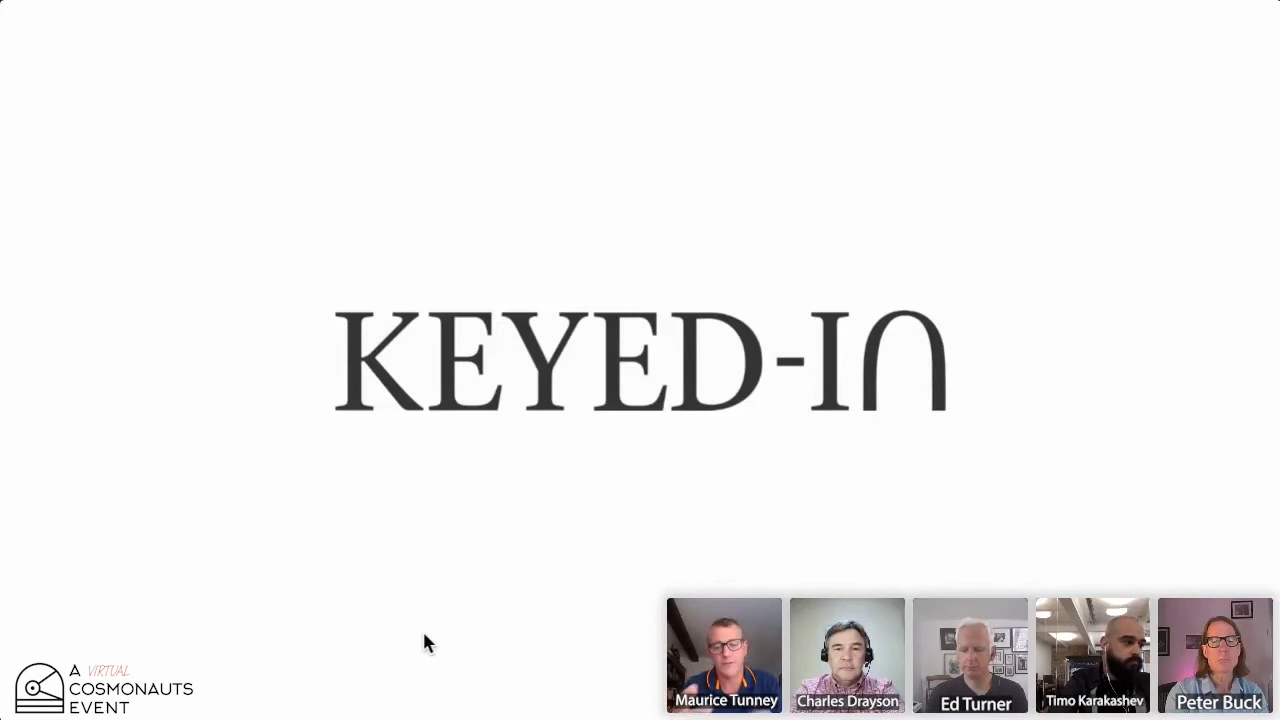 KEYED-IN
A VIRTUAL
COSMONAUTS
EVENT
Maurice Tunney
Charles Drayson
Ed Turner
Timo Karakashev
Peter Buck